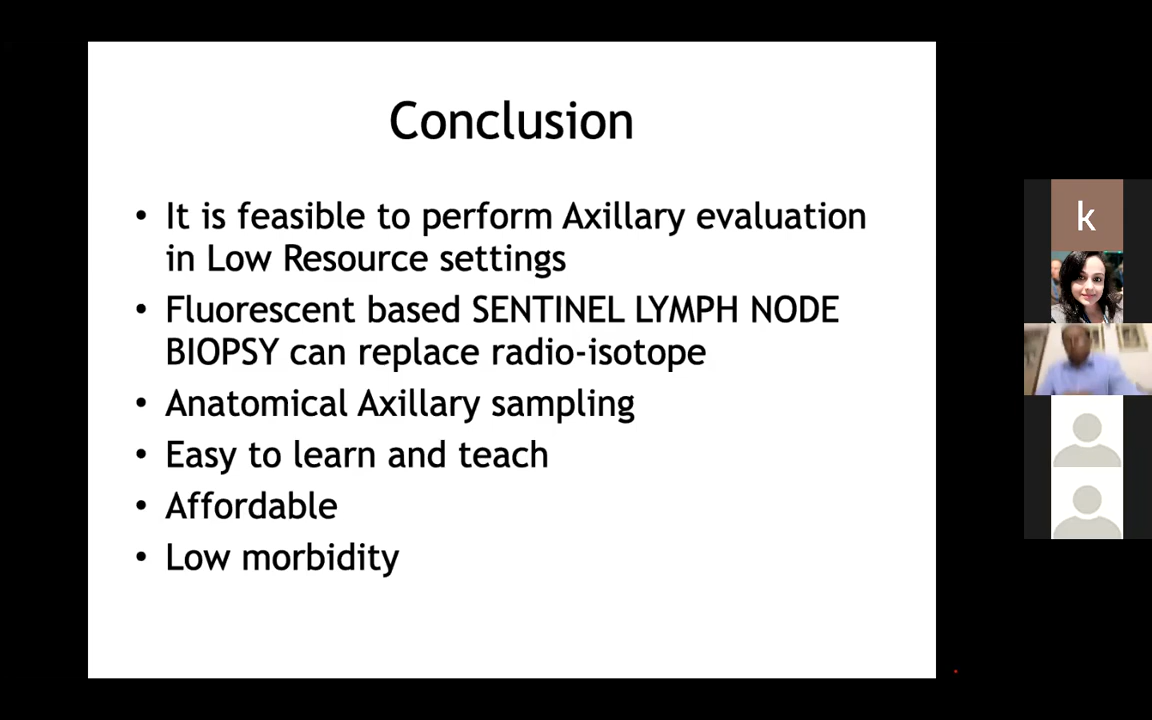 Conclusion
• It is feasible to perform Axillary evaluation
in Low Resource settings
• Fluorescent based SENTINEL LYMPH NODE
BIOPSY can replace radio-isotope
• Anatomical Axillary sampling
• Easy to learn and teach
• Affordable
• Low morbidity
k